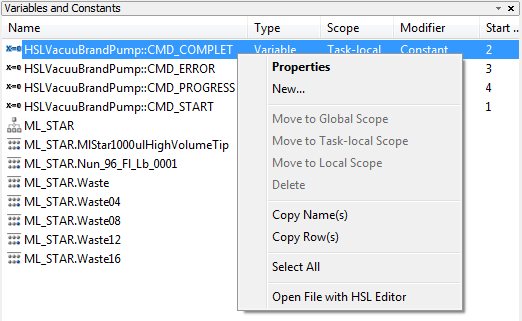 Variables and Constants
Name Type Scope Modifier Start ...
HSLVacuuBrandPump::CMD_COMPLET Variable Task-local Constant 2
HSLVacuuBrandPump::CMD_ERROR 3
HSLVacuuBrandPump::CMD_PROGRESS 4
HSLVacuuBrandPump::CMD_START 1
ML_STAR
ML_STAR.MlStar1000ulHighVolumeTip
ML_STAR.Nun_96_Fl_Lb_0001
ML_STAR.Waste
ML_STAR.Waste04
ML_STAR.Waste08
ML_STAR.Waste12
ML_STAR.Waste16
Properties
New...
Move to Global Scope
Move to Task-local Scope
Move to Local Scope
Delete
Copy Name(s)
Copy Row(s)
Select All
Open File with HSL Editor